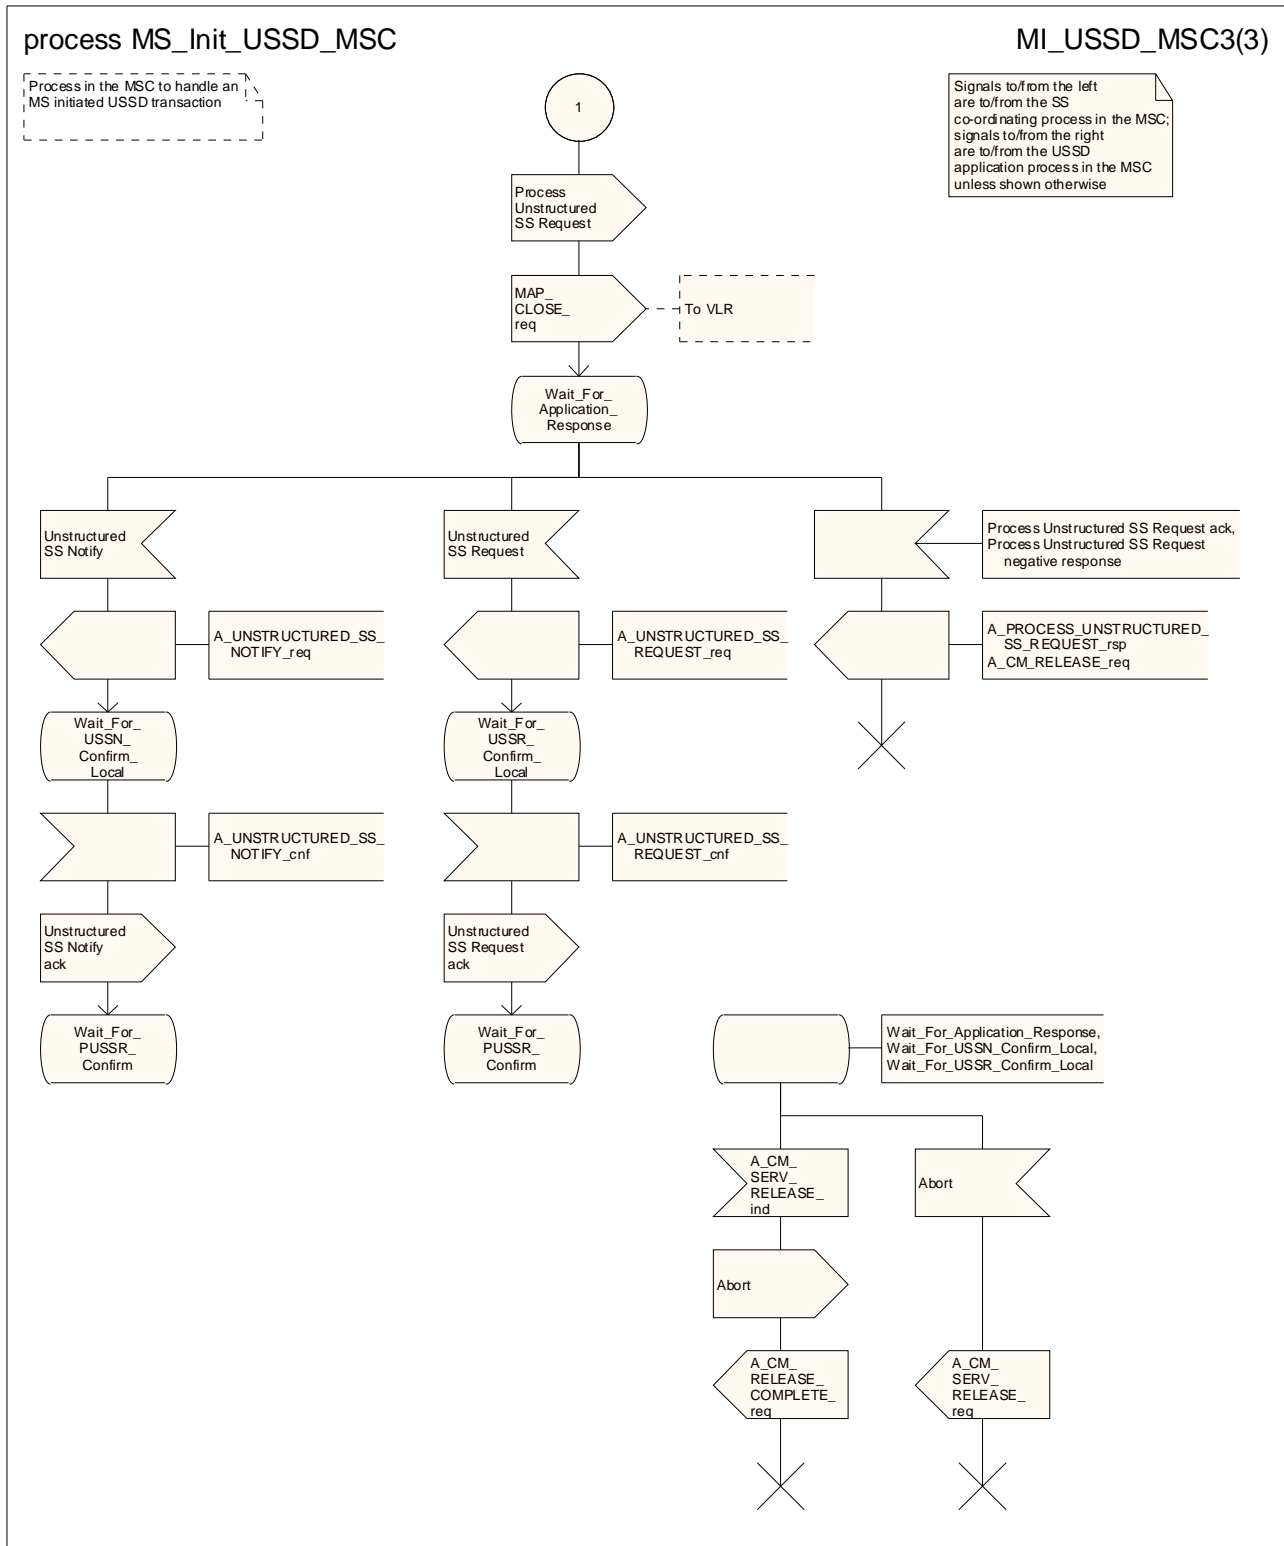 process MS_Init_USSD_MSC
MI_USSD_MSC3(3)
Process in the MSC to handle an
MS initiated USSD transaction
1
Signals to/from the left
are to/from the SS
co-ordinating process in the MSC;
signals to/from the right
are to/from the USSD
application process in the MSC
unless shown otherwise
Process
Unstructured
SS Request
MAP_
CLOSE_
req
To VLR
Wait_For_
Application_
Response
Unstructured
SS Notify
Unstructured
SS Request
Process Unstructured SS Request ack,
Process Unstructured SS Request
negative response
A_UNSTRUCTURED_SS_
NOTIFY_req
A_UNSTRUCTURED_SS_
REQUEST_req
A_PROCESS_UNSTRUCTURED_
SS_REQUEST_rsp
A_CM_RELEASE_req
Wait_For_
USSN_
Confirm_
Local
Wait_For_
USSR_
Confirm_
Local
A_UNSTRUCTURED_SS_
NOTIFY_cnf
A_UNSTRUCTURED_SS_
REQUEST_cnf
Unstructured
SS Notify
ack
Unstructured
SS Request
ack
Wait_For_
PUSSR_
Confirm
Wait_For_
PUSSR_
Confirm
Wait_For_Application_Response,
Wait_For_USSN_Confirm_Local,
Wait_For_USSR_Confirm_Local
A_CM_
SERV_
RELEASE_
ind
Abort
Abort
A_CM_
RELEASE_
COMPLETE_
req
A_CM_
SERV_
RELEASE_
req